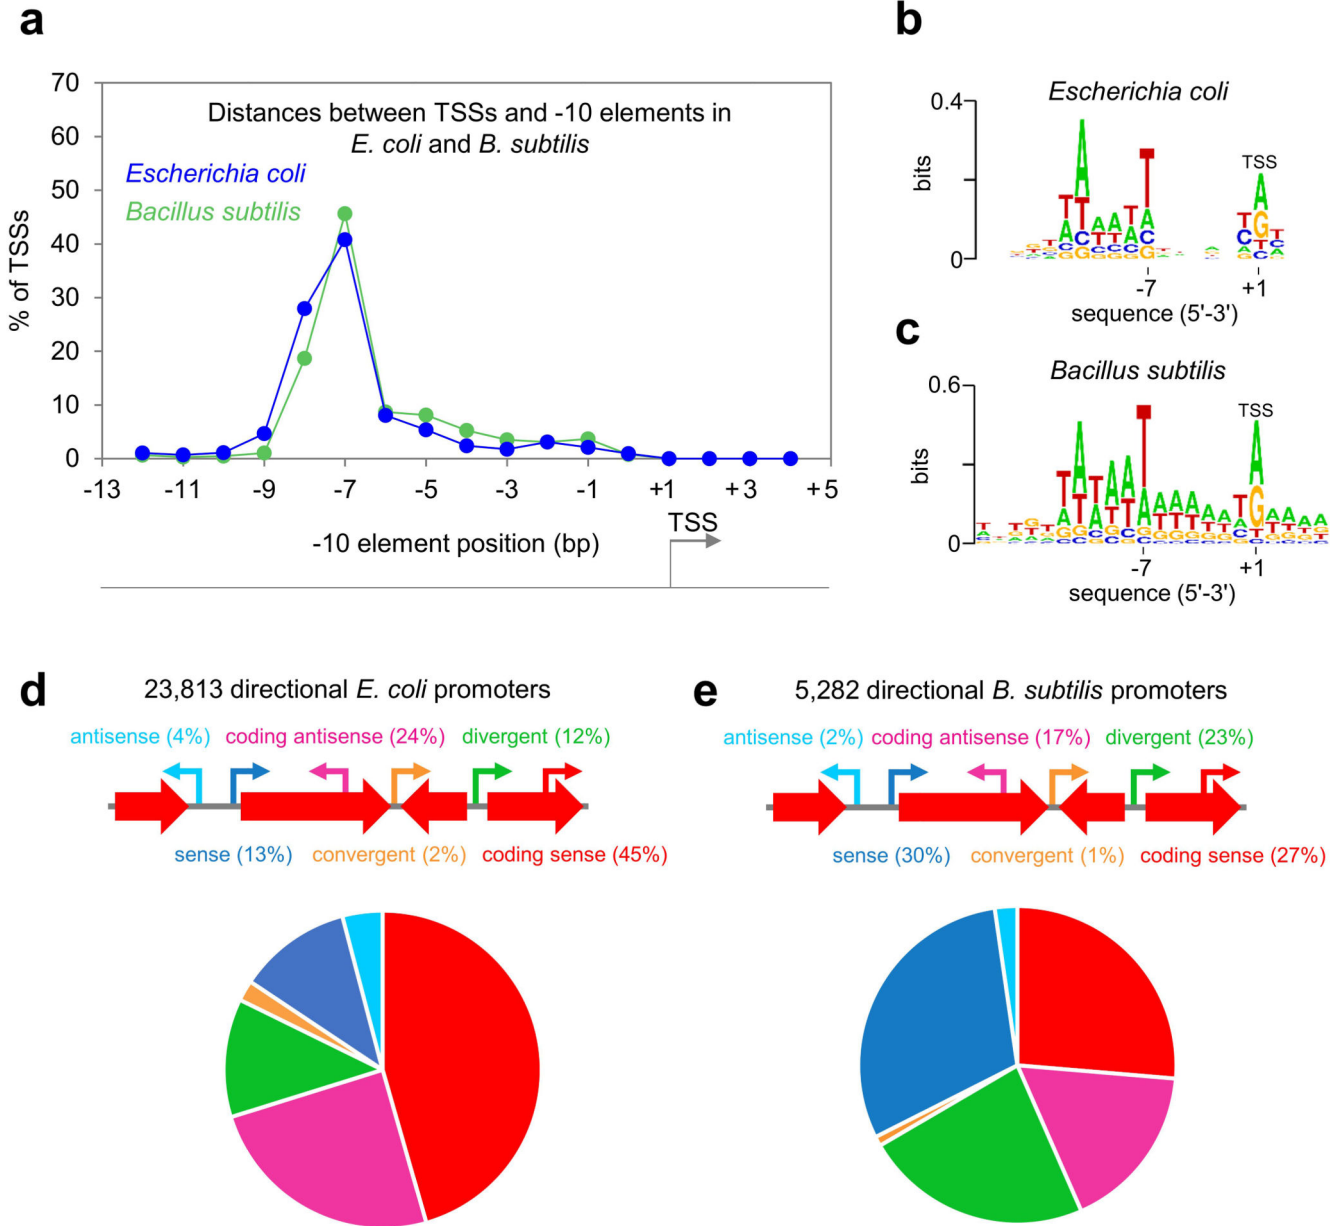 a
70
60
50
40
30
20
10
0
% of TSSs
Distances between TSSs and -10 elements in
E. coli and B. subtilis
Escherichia coli
Bacillus subtilis
-13 -11 -9 -7 -5 -3 -1 +1 +3 +5
TSS
-10 element position (bp)
b
Escherichia coli
0.4
bits
0
TSS
-7 +1
sequence (5'-3')
c
Bacillus subtilis
0.6
bits
0
TSS
-7 +1
sequence (5'-3')
d
23,813 directional E. coli promoters
antisense (4%) coding antisense (24%) divergent (12%)
sense (13%) convergent (2%) coding sense (45%)
e
5,282 directional B. subtilis promoters
antisense (2%) coding antisense (17%) divergent (23%)
sense (30%) convergent (1%) coding sense (27%)